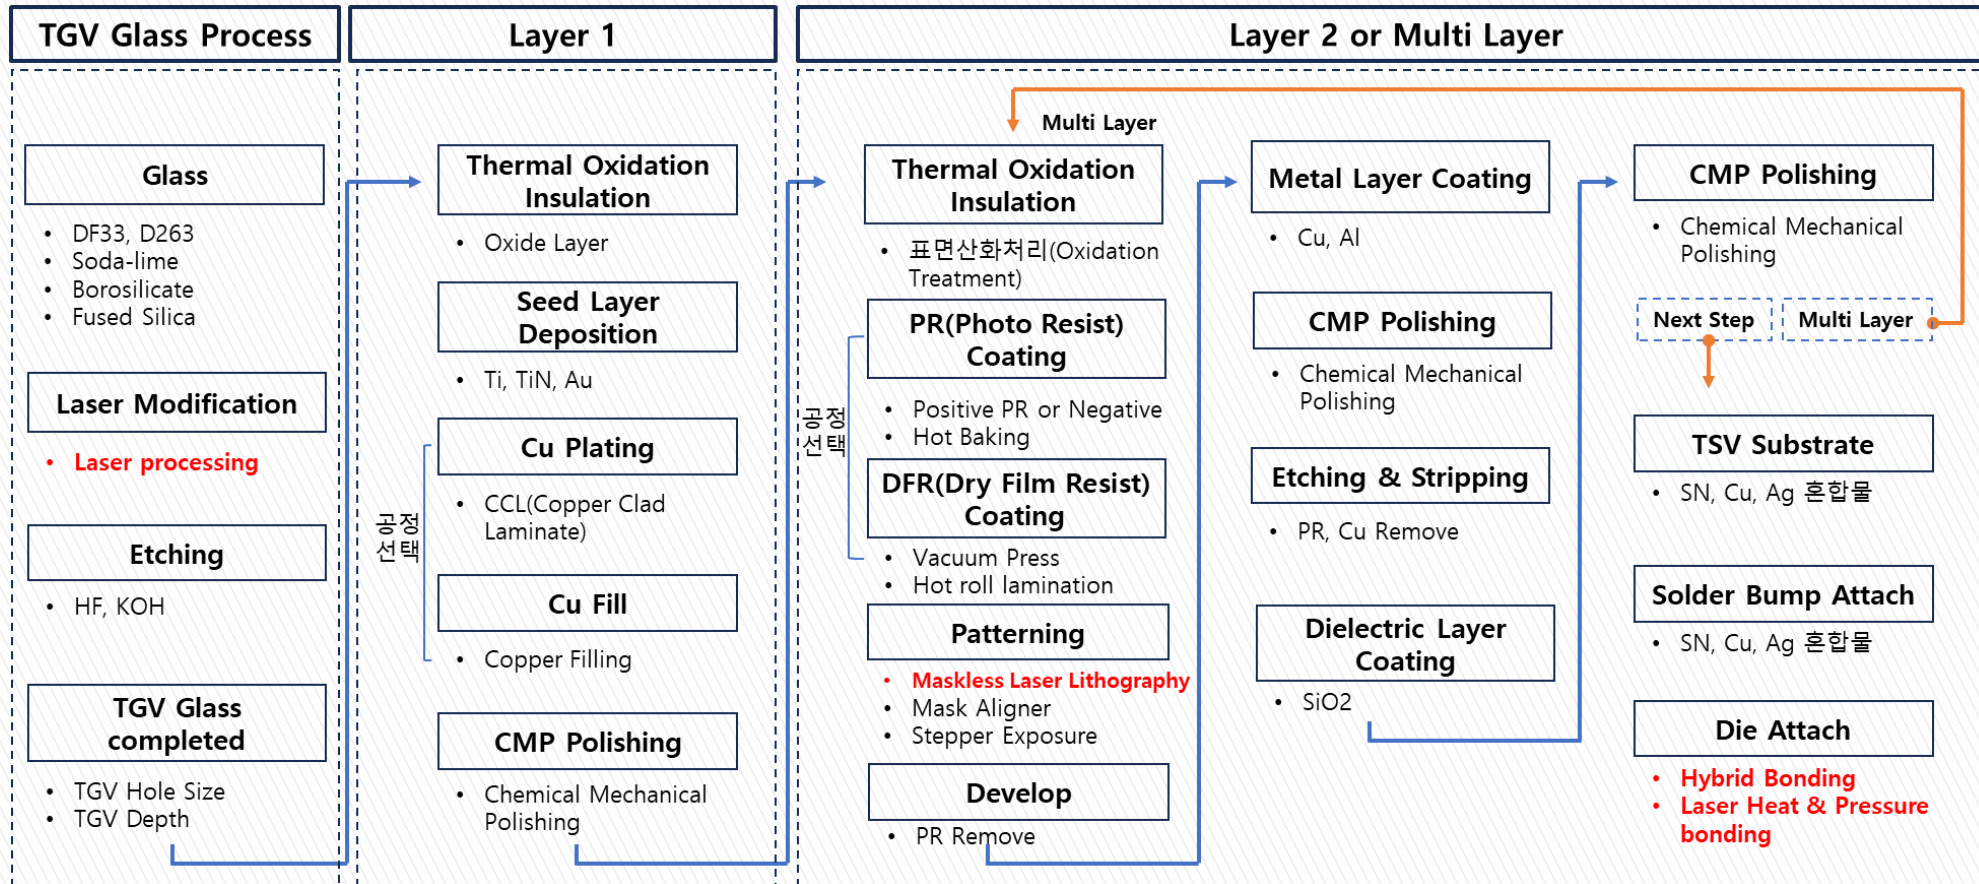 TGV Glass Process
Glass
• DF33, D263
• Soda-lime
• Borosilicate
• Fused Silica
Laser Modification
• Laser processing
Etching
• HF, KOH
TGV Glass
completed
• TGV Hole Size
• TGV Depth
Layer 1
Thermal Oxidation
Insulation
• Oxide Layer
Seed Layer
Deposition
• Ti, TiN, Au
공정
선택
Cu Plating
• CCL(Copper Clad
Laminate)
Cu Fill
• Copper Filling
CMP Polishing
• Chemical Mechanical
Polishing
Layer 2 or Multi Layer
Multi Layer
Thermal Oxidation
Insulation
• 표면산화처리(Oxidation
Treatment)
공정
선택
PR(Photo Resist)
Coating
• Positive PR or Negative
• Hot Baking
DFR(Dry Film Resist)
Coating
• Vacuum Press
• Hot roll lamination
Patterning
• Maskless Laser Lithography
• Mask Aligner
• Stepper Exposure
Develop
• PR Remove
Metal Layer Coating
• Cu, Al
CMP Polishing
• Chemical Mechanical
Polishing
Etching & Stripping
• PR, Cu Remove
Dielectric Layer
Coating
• SiO2
CMP Polishing
• Chemical Mechanical
Polishing
Next Step
Multi Layer
TSV Substrate
• SN, Cu, Ag 혼합물
Solder Bump Attach
• SN, Cu, Ag 혼합물
Die Attach
• Hybrid Bonding
• Laser Heat & Pressure
bonding